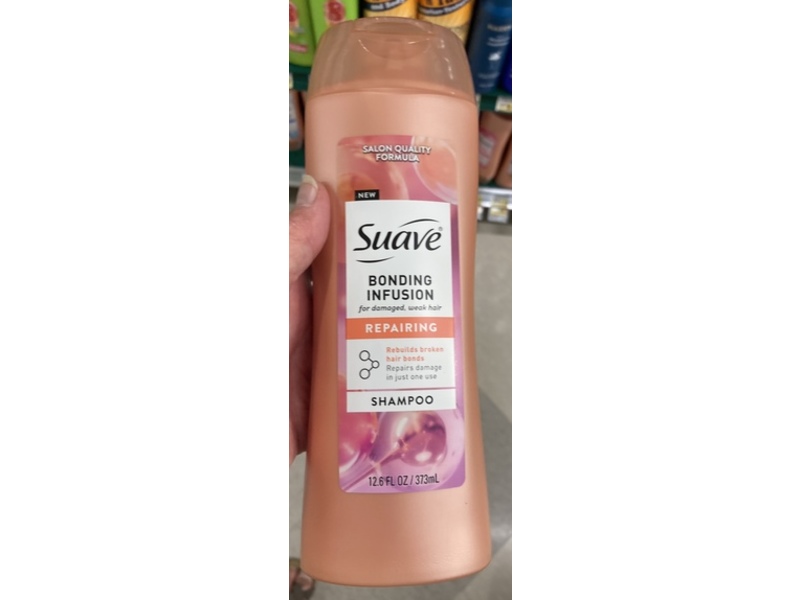 SALON QUALITY
FORMULA
NEW
Suave®
BONDING
INFUSION
for damaged, weak hair
REPAIRING
Rebuilds broken
hair bonds
Repairs damage
in just one use
SHAMPOO
12.6 FL OZ / 373mL